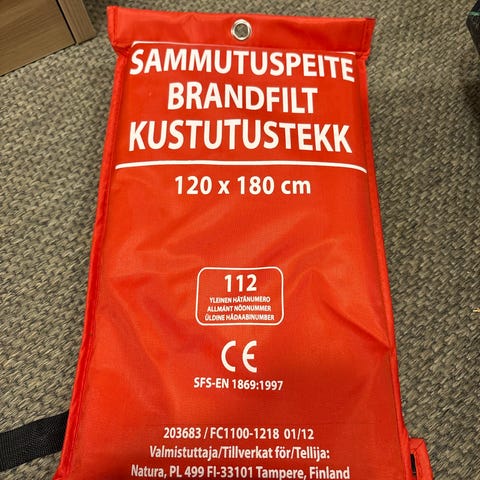 SAMMUTUSPEITE
BRANDFILT
KUSTUTUSTEKK
120 x 180 cm
112
YLEINEN HÄTÄNUMERO
ALLMÄNT NÖDNUMMER
ÜLDINE HÄDAABINUMBER
CE
SFS-EN 1869:1997
203683 / FC1100-1218 01/12
Valmistuttaja/Tillverkat för/Tellija:
Natura, PL 499 FI-33101 Tampere, Finland